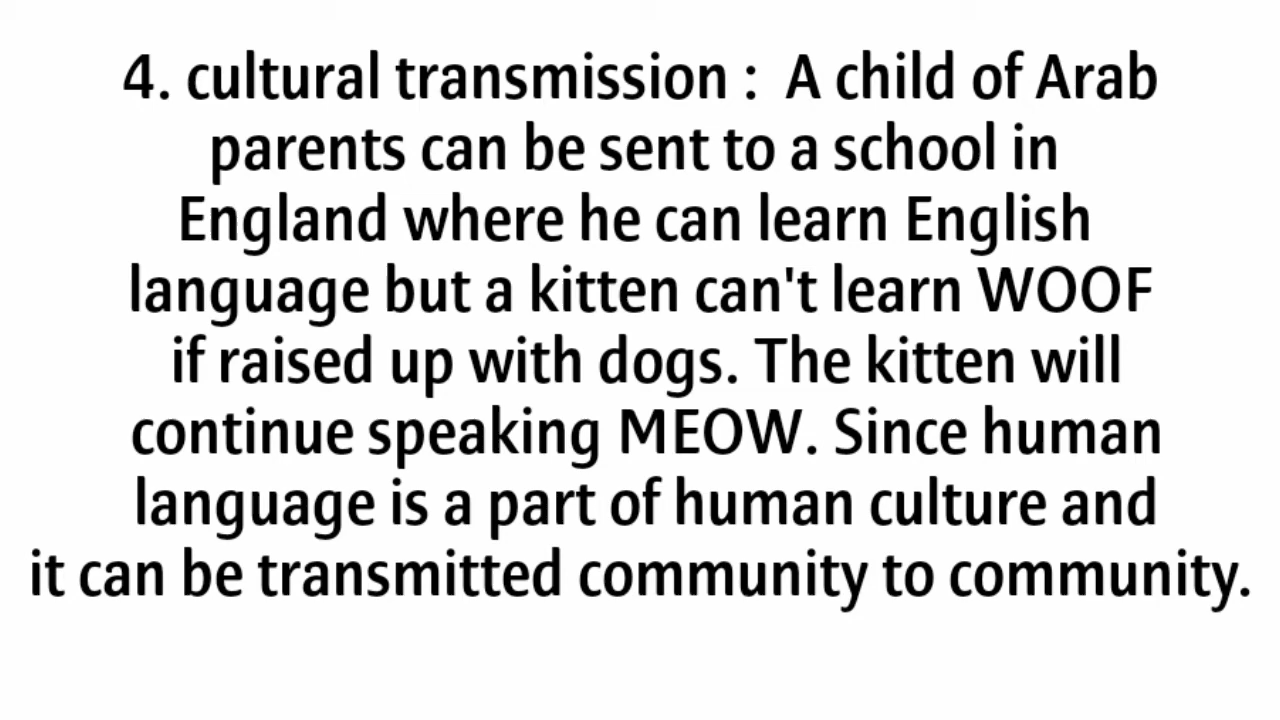 4. cultural transmission : A child of Arab
parents can be sent to a school in
England where he can learn English
language but a kitten can't learn WOOF
if raised up with dogs. The kitten will
continue speaking MEOW. Since human
language is a part of human culture and
it can be transmitted community to community.